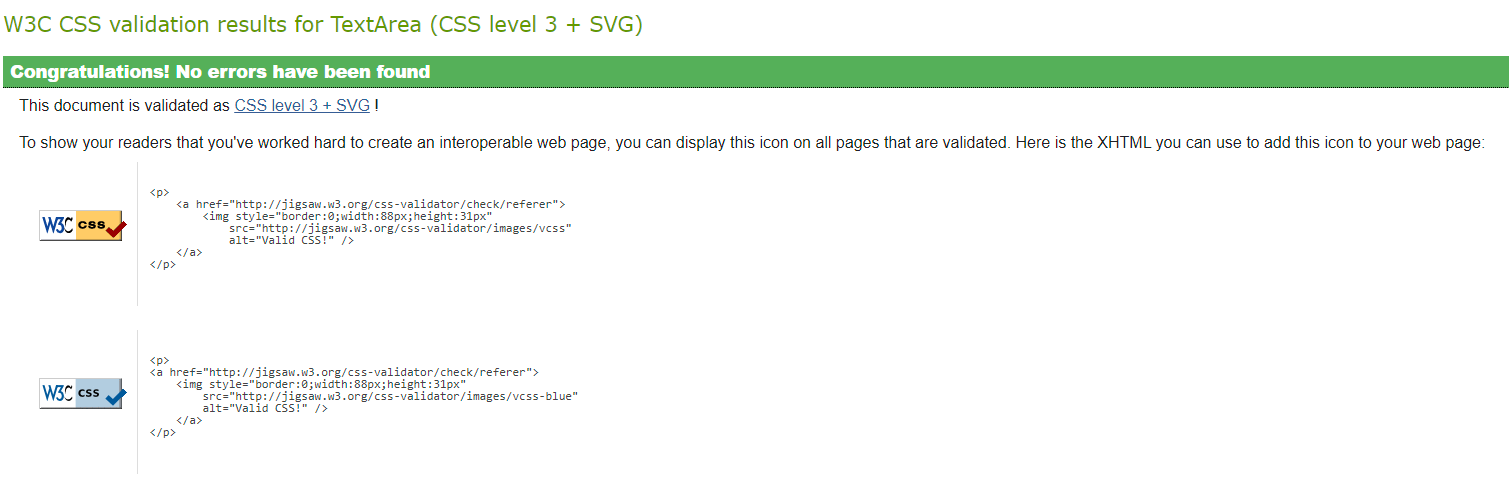 W3C CSS validation results for TextArea (CSS level 3 + SVG)
Congratulations! No errors have been found
This document is validated as CSS level 3 + SVG !
To show your readers that you've worked hard to create an interoperable web page, you can display this icon on all pages that are validated. Here is the XHTML you can use to add this icon to your web page:
W3C css
<p>
    <a href="http://jigsaw.w3.org/css-validator/check/referer">
        <img style="border:0;width:88px;height:31px"
            src="http://jigsaw.w3.org/css-validator/images/vcss"
            alt="Valid CSS!" />
    </a>
</p>
W3C css
<p>
<a href="http://jigsaw.w3.org/css-validator/check/referer">
    <img style="border:0;width:88px;height:31px"
        src="http://jigsaw.w3.org/css-validator/images/vcss-blue"
        alt="Valid CSS!" />
    </a>
</p>